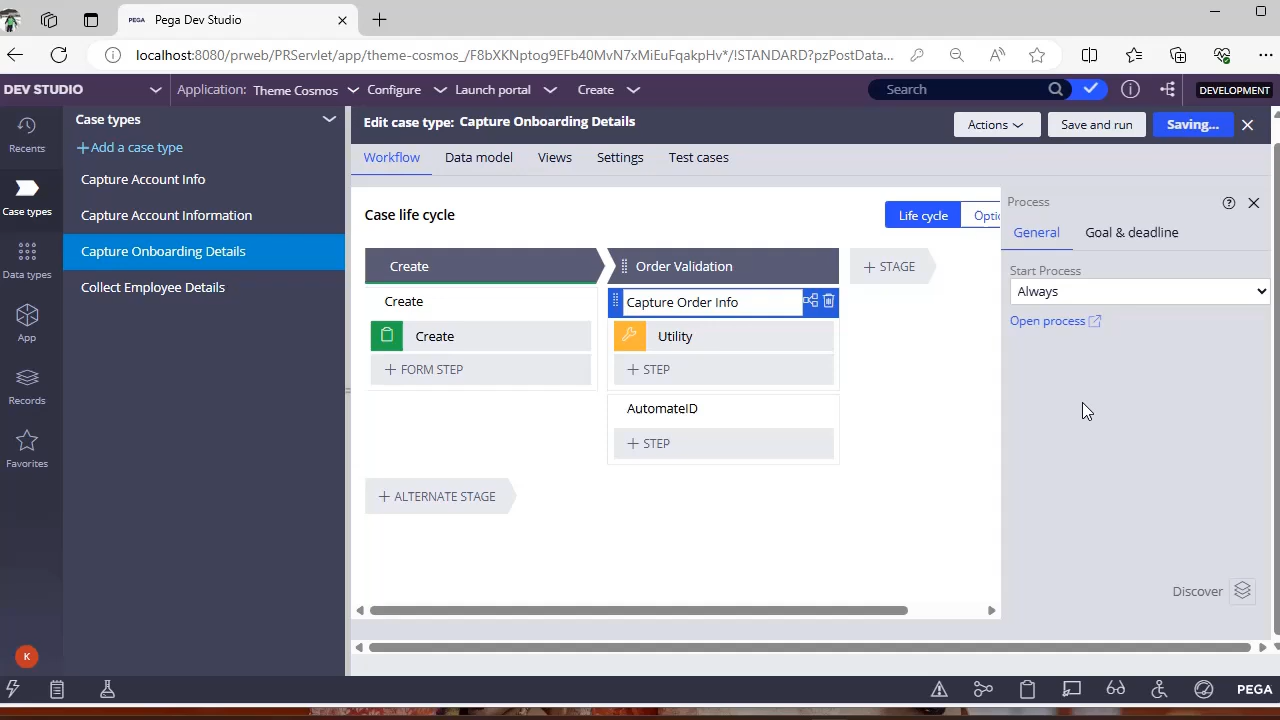 PEGA Pega Dev Studio
localhost:8080/prweb/PRServlet/app/theme-cosmos_/F8bXKNptog9EFb40MvN7xMiEuFqakpHv*/!STANDARD?pzPostData...
DEV STUDIO
Application: Theme Cosmos
Configure
Launch portal
Create
Search
DEVELOPMENT
Recents
Case types
Data types
App
Records
Favorites
K
Case types
+ Add a case type
Capture Account Info
Capture Account Information
Capture Onboarding Details
Collect Employee Details
Edit case type: Capture Onboarding Details
Actions
Save and run
Saving...
Workflow
Data model
Views
Settings
Test cases
Case life cycle
Life cycle
Optic
Create
Order Validation
+ STAGE
Create
Create
+ FORM STEP
Capture Order Info
Utility
+ STEP
AutomateID
+ STEP
+ ALTERNATE STAGE
Process
General
Goal & deadline
Start Process
Always
Open process
Discover
PEGA